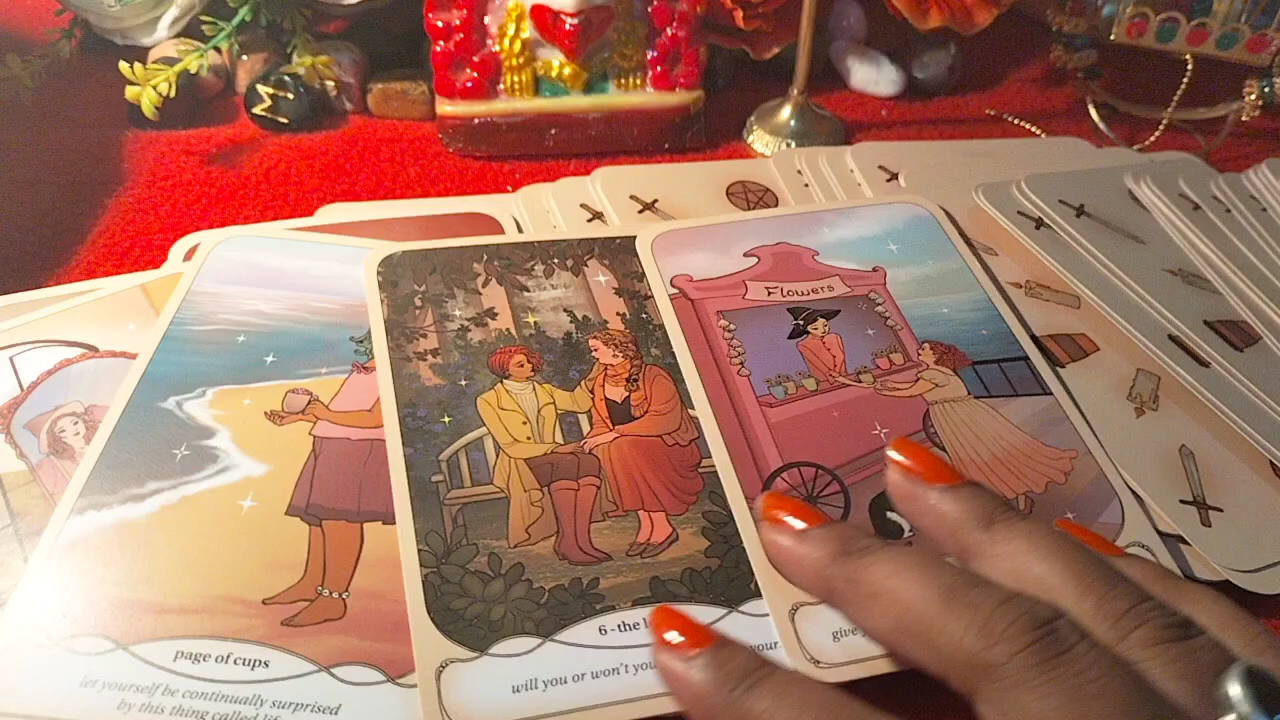 Flowers
page of cups
let yourself be continually surprised
by this thing called
6 - the
will you or won't you
your
give